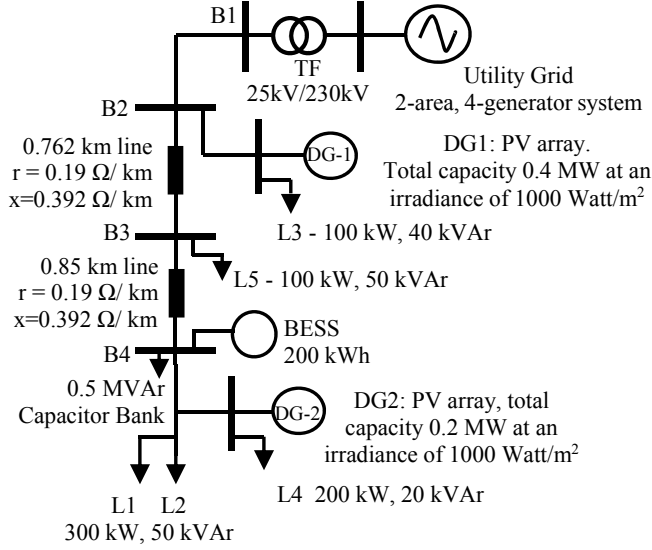 B1
TF
25kV/230kV
Utility Grid
2-area, 4-generator system
B2
0.762 km line
r = 0.19 Ω/ km
x=0.392 Ω/ km
DG-1
DG1: PV array.
Total capacity 0.4 MW at an
irradiance of 1000 Watt/m²
L3 - 100 kW, 40 kVAr
B3
L5 - 100 kW, 50 kVAr
0.85 km line
r = 0.19 Ω/ km
x=0.392 Ω/ km
BESS
200 kWh
B4
0.5 MVAr
Capacitor Bank
DG-2
DG2: PV array, total
capacity 0.2 MW at an
irradiance of 1000 Watt/m²
L4 200 kW, 20 kVAr
L1 L2
300 kW, 50 kVAr